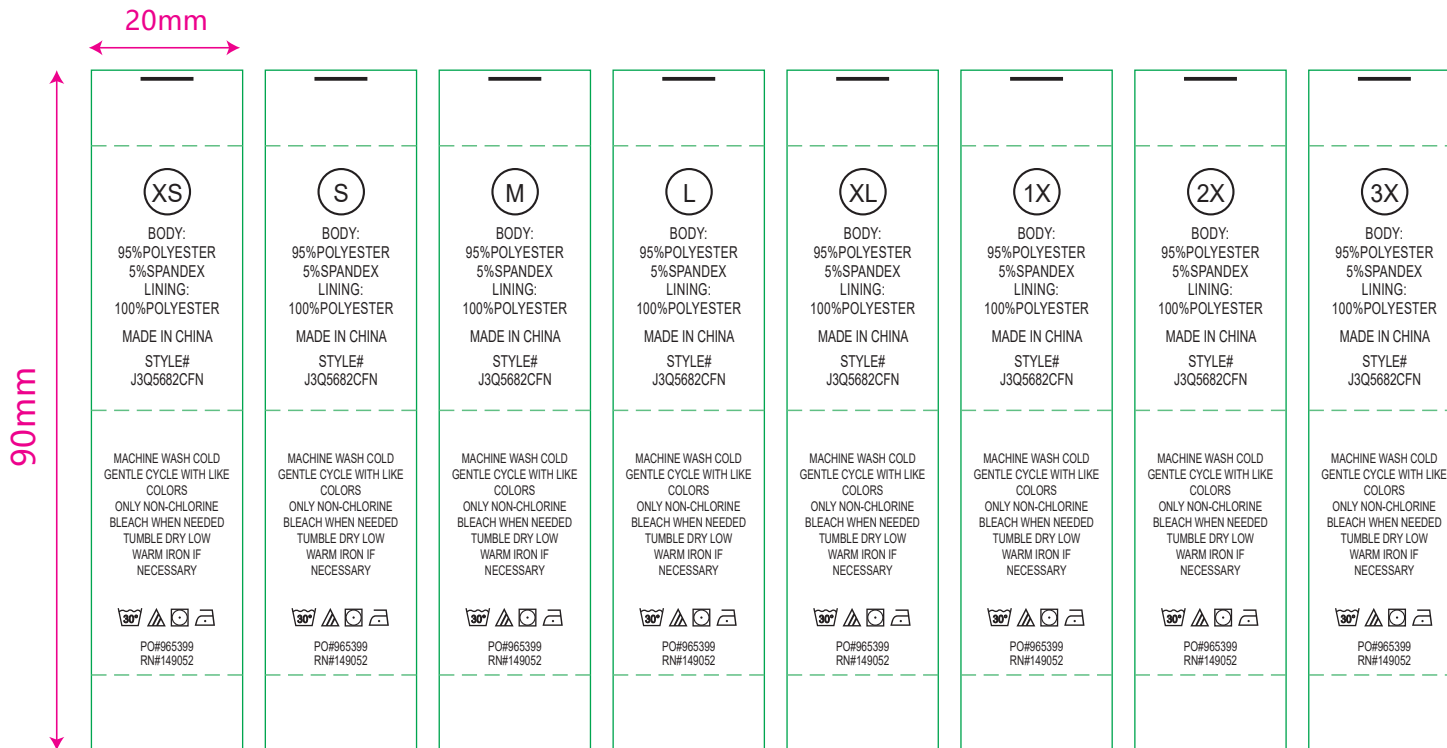 20mm
90mm
XS
BODY:
95%POLYESTER
5%SPANDEX
LINING:
100%POLYESTER
MADE IN CHINA
STYLE#
J3Q5682CFN
MACHINE WASH COLD
GENTLE CYCLE WITH LIKE
COLORS
ONLY NON-CHLORINE
BLEACH WHEN NEEDED
TUMBLE DRY LOW
WARM IRON IF
NECESSARY
30°
PO#965399
RN#149052
S
BODY:
95%POLYESTER
5%SPANDEX
LINING:
100%POLYESTER
MADE IN CHINA
STYLE#
J3Q5682CFN
MACHINE WASH COLD
GENTLE CYCLE WITH LIKE
COLORS
ONLY NON-CHLORINE
BLEACH WHEN NEEDED
TUMBLE DRY LOW
WARM IRON IF
NECESSARY
30°
PO#965399
RN#149052
M
BODY:
95%POLYESTER
5%SPANDEX
LINING:
100%POLYESTER
MADE IN CHINA
STYLE#
J3Q5682CFN
MACHINE WASH COLD
GENTLE CYCLE WITH LIKE
COLORS
ONLY NON-CHLORINE
BLEACH WHEN NEEDED
TUMBLE DRY LOW
WARM IRON IF
NECESSARY
30°
PO#965399
RN#149052
L
BODY:
95%POLYESTER
5%SPANDEX
LINING:
100%POLYESTER
MADE IN CHINA
STYLE#
J3Q5682CFN
MACHINE WASH COLD
GENTLE CYCLE WITH LIKE
COLORS
ONLY NON-CHLORINE
BLEACH WHEN NEEDED
TUMBLE DRY LOW
WARM IRON IF
NECESSARY
30°
PO#965399
RN#149052
XL
BODY:
95%POLYESTER
5%SPANDEX
LINING:
100%POLYESTER
MADE IN CHINA
STYLE#
J3Q5682CFN
MACHINE WASH COLD
GENTLE CYCLE WITH LIKE
COLORS
ONLY NON-CHLORINE
BLEACH WHEN NEEDED
TUMBLE DRY LOW
WARM IRON IF
NECESSARY
30°
PO#965399
RN#149052
1X
BODY:
95%POLYESTER
5%SPANDEX
LINING:
100%POLYESTER
MADE IN CHINA
STYLE#
J3Q5682CFN
MACHINE WASH COLD
GENTLE CYCLE WITH LIKE
COLORS
ONLY NON-CHLORINE
BLEACH WHEN NEEDED
TUMBLE DRY LOW
WARM IRON IF
NECESSARY
30°
PO#965399
RN#149052
2X
BODY:
95%POLYESTER
5%SPANDEX
LINING:
100%POLYESTER
MADE IN CHINA
STYLE#
J3Q5682CFN
MACHINE WASH COLD
GENTLE CYCLE WITH LIKE
COLORS
ONLY NON-CHLORINE
BLEACH WHEN NEEDED
TUMBLE DRY LOW
WARM IRON IF
NECESSARY
30°
PO#965399
RN#149052
3X
BODY:
95%POLYESTER
5%SPANDEX
LINING:
100%POLYESTER
MADE IN CHINA
STYLE#
J3Q5682CFN
MACHINE WASH COLD
GENTLE CYCLE WITH LIKE
COLORS
ONLY NON-CHLORINE
BLEACH WHEN NEEDED
TUMBLE DRY LOW
WARM IRON IF
NECESSARY
30°
PO#965399
RN#149052